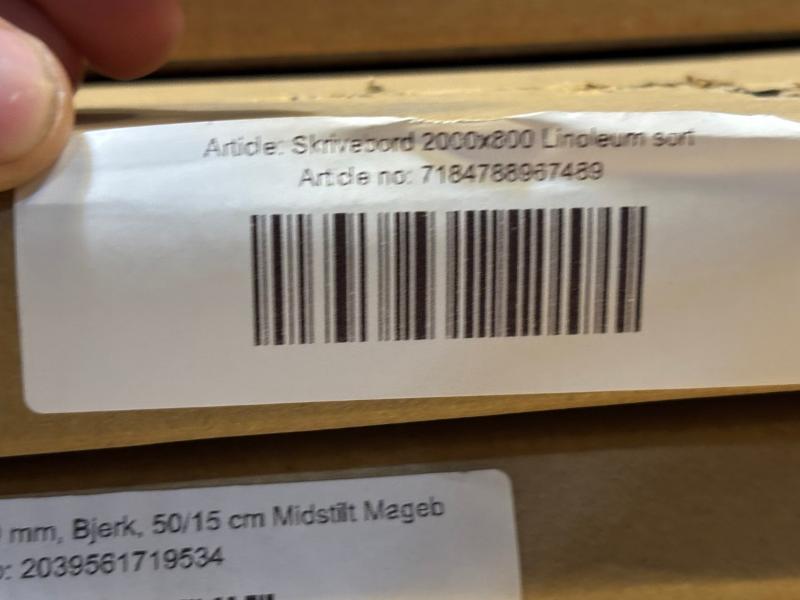 Article: Skrivebord 2000x800 Linoleum sort
Article no: 7184788967489
mm, Bjerk, 50/15 cm Midstilt Mageb
: 2039561719534